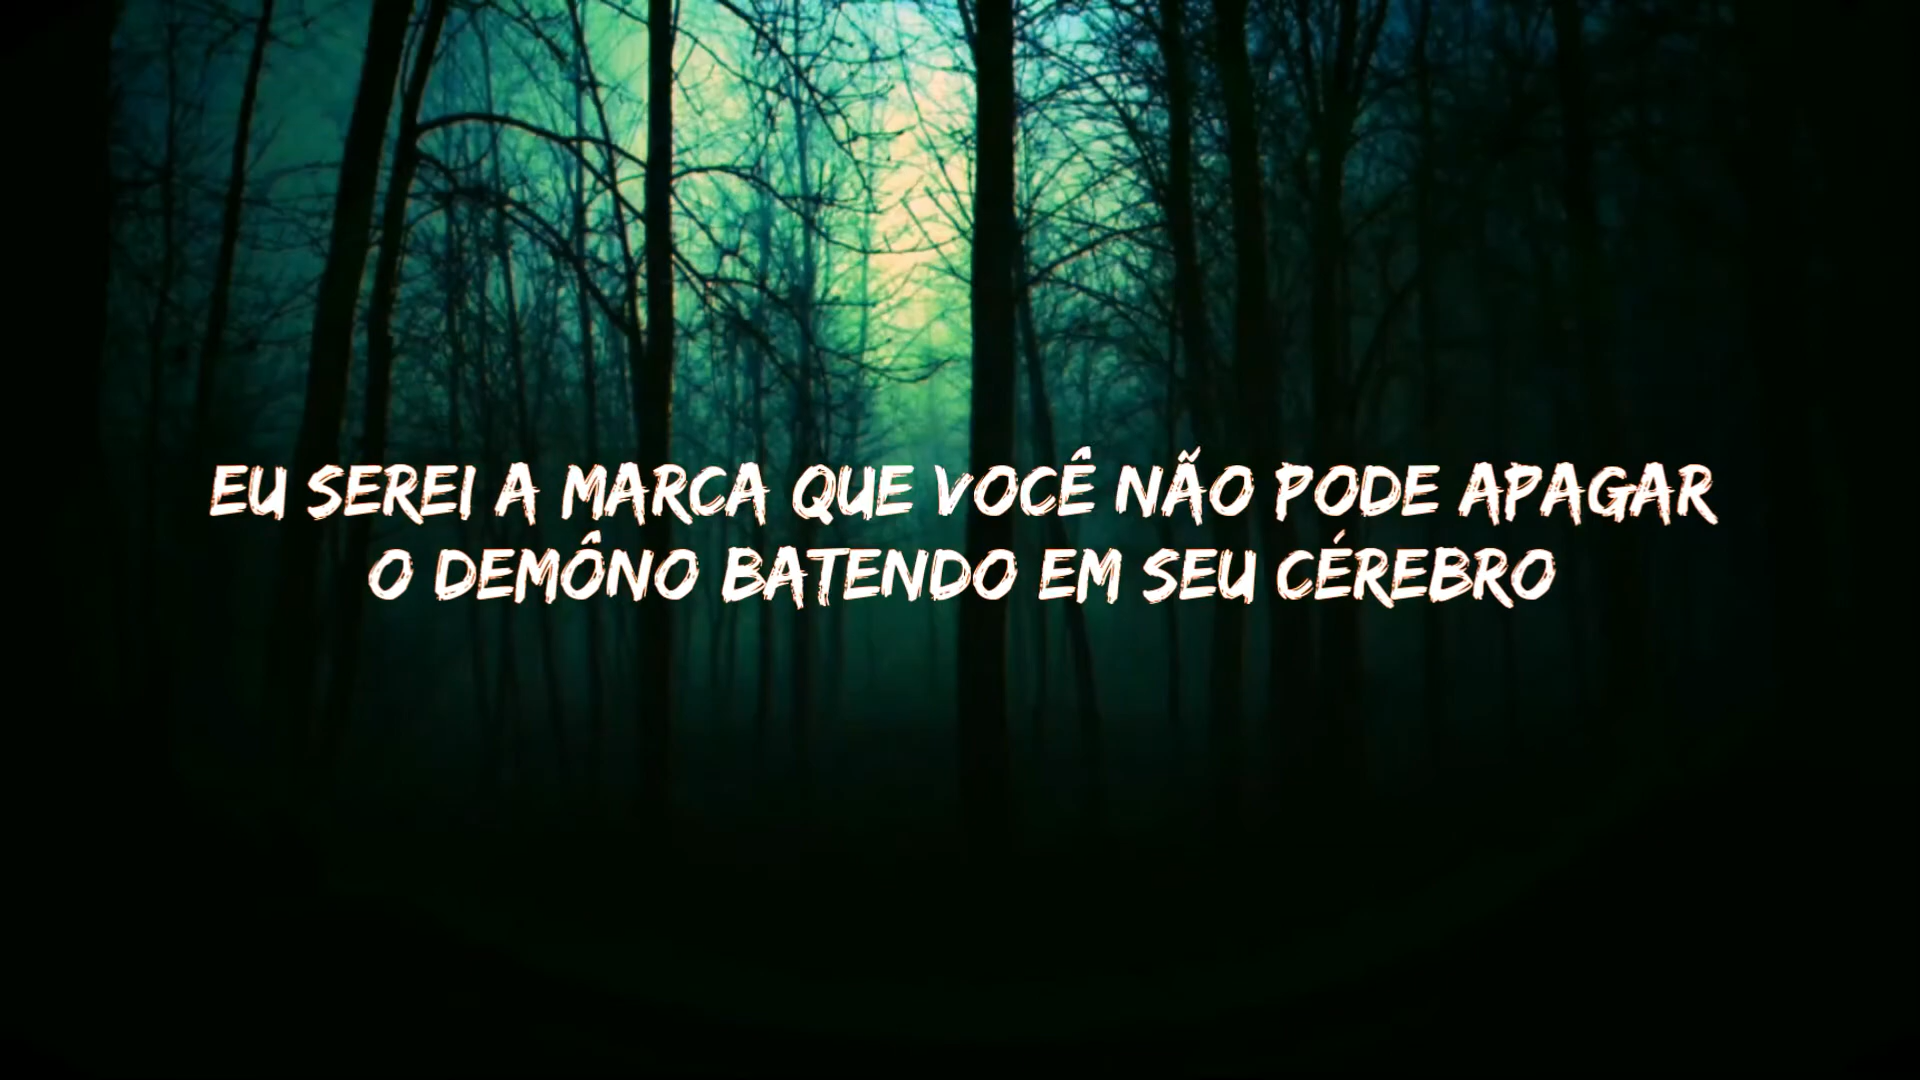 EU SEREI A MARCA QUE VOCÊ NÃO PODE APAGAR
O DEMÔNO BATENDO EM SEU CÉREBRO